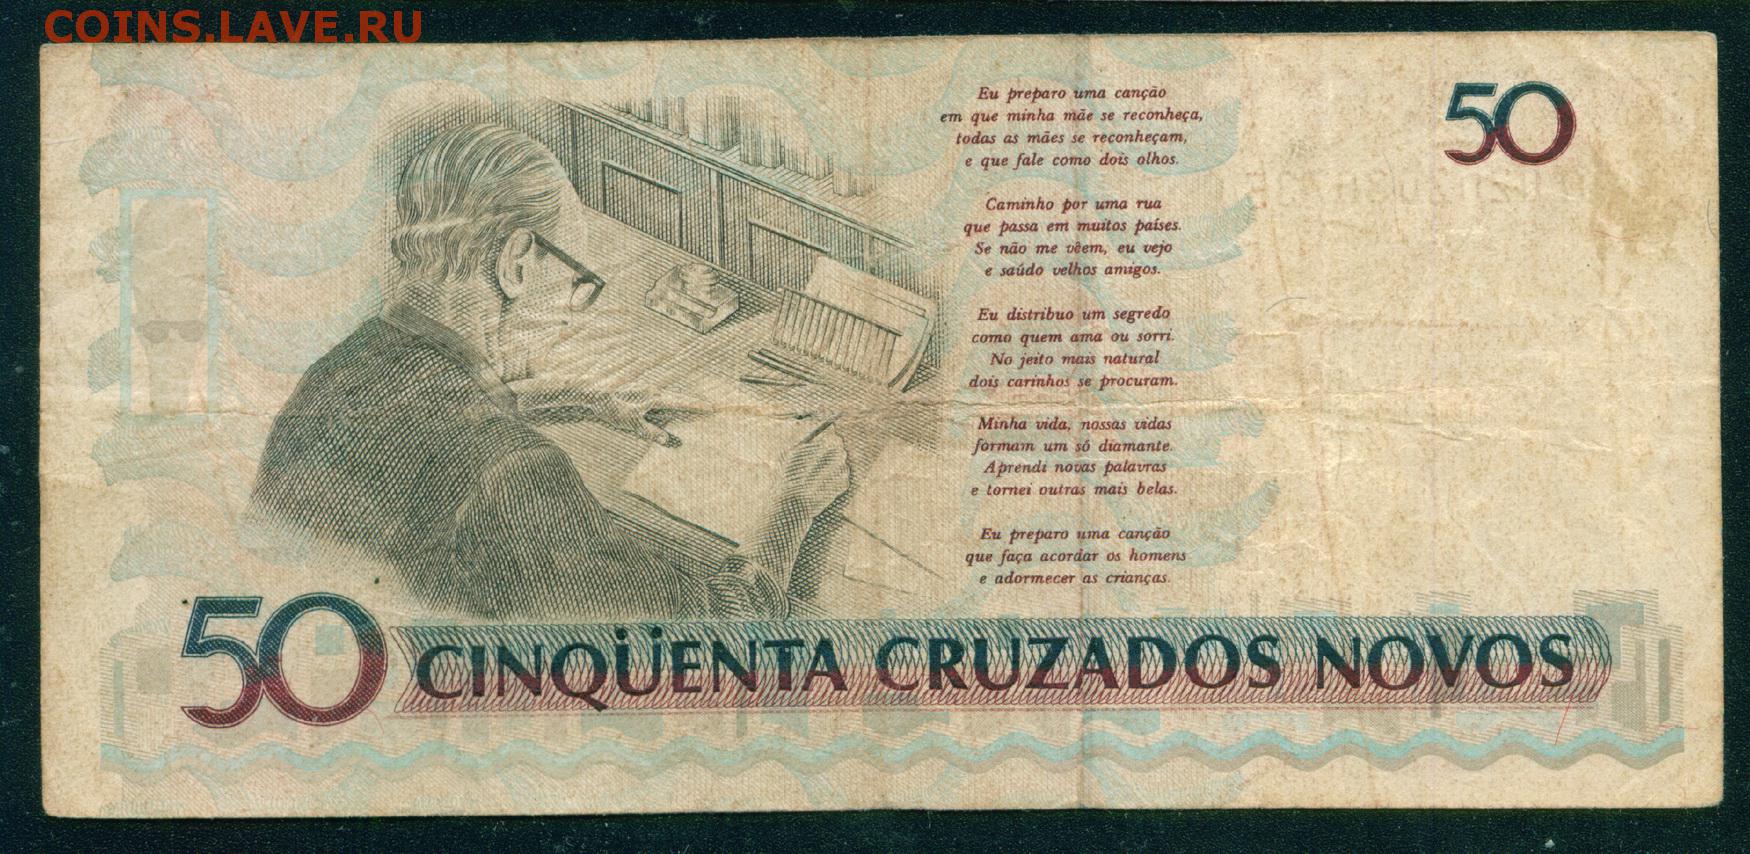 COINS.LAVE.RU
50
Eu preparo uma canção
em que minha mãe se reconheça,
todas as mães se reconheçam,
e que fale como dois olhos.
Caminho por uma rua
que passa em muitos países.
Se não me vêem, eu vejo
e saúdo velhos amigos.
Eu distribuo um segredo
como quem ama ou sorri.
No jeito mais natural
dois carinhos se procuram.
Minha vida, nossas vidas
formam um só diamante.
Aprendi novas palavras
e tornei outras mais belas.
Eu preparo uma canção
que faça acordar os homens
e adormecer as crianças.
50 CINQÜENTA CRUZADOS NOVOS